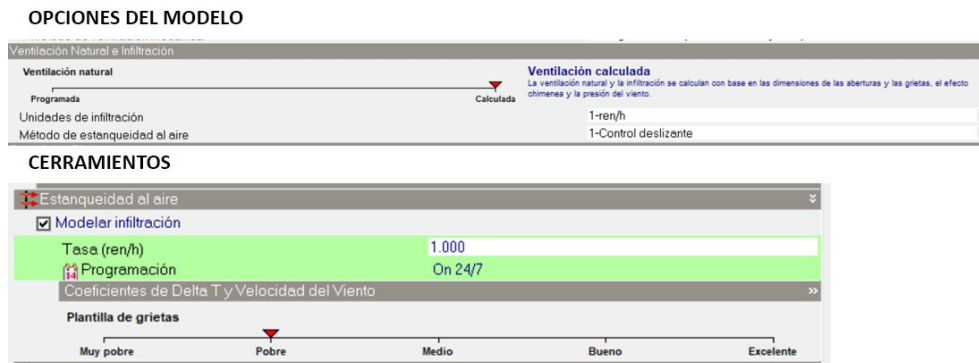 OPCIONES DEL MODELO
Ventilación Natural e Infiltración
Ventilación natural
Programada
Calculada
Ventilación calculada
La ventilación natural y la infiltración se calculan con base en las dimensiones de las aberturas y las grietas, el efecto
chimenea y la presión del viento.
Unidades de infiltración 1-ren/h
Método de estanqueidad al aire 1-Control deslizante
CERRAMIENTOS
Estanqueidad al aire
Modelar infiltración
Tasa (ren/h) 1.000
Programación On 24/7
Coeficientes de Delta T y Velocidad del Viento
Plantilla de grietas
Muy pobre Pobre Medio Bueno Excelente